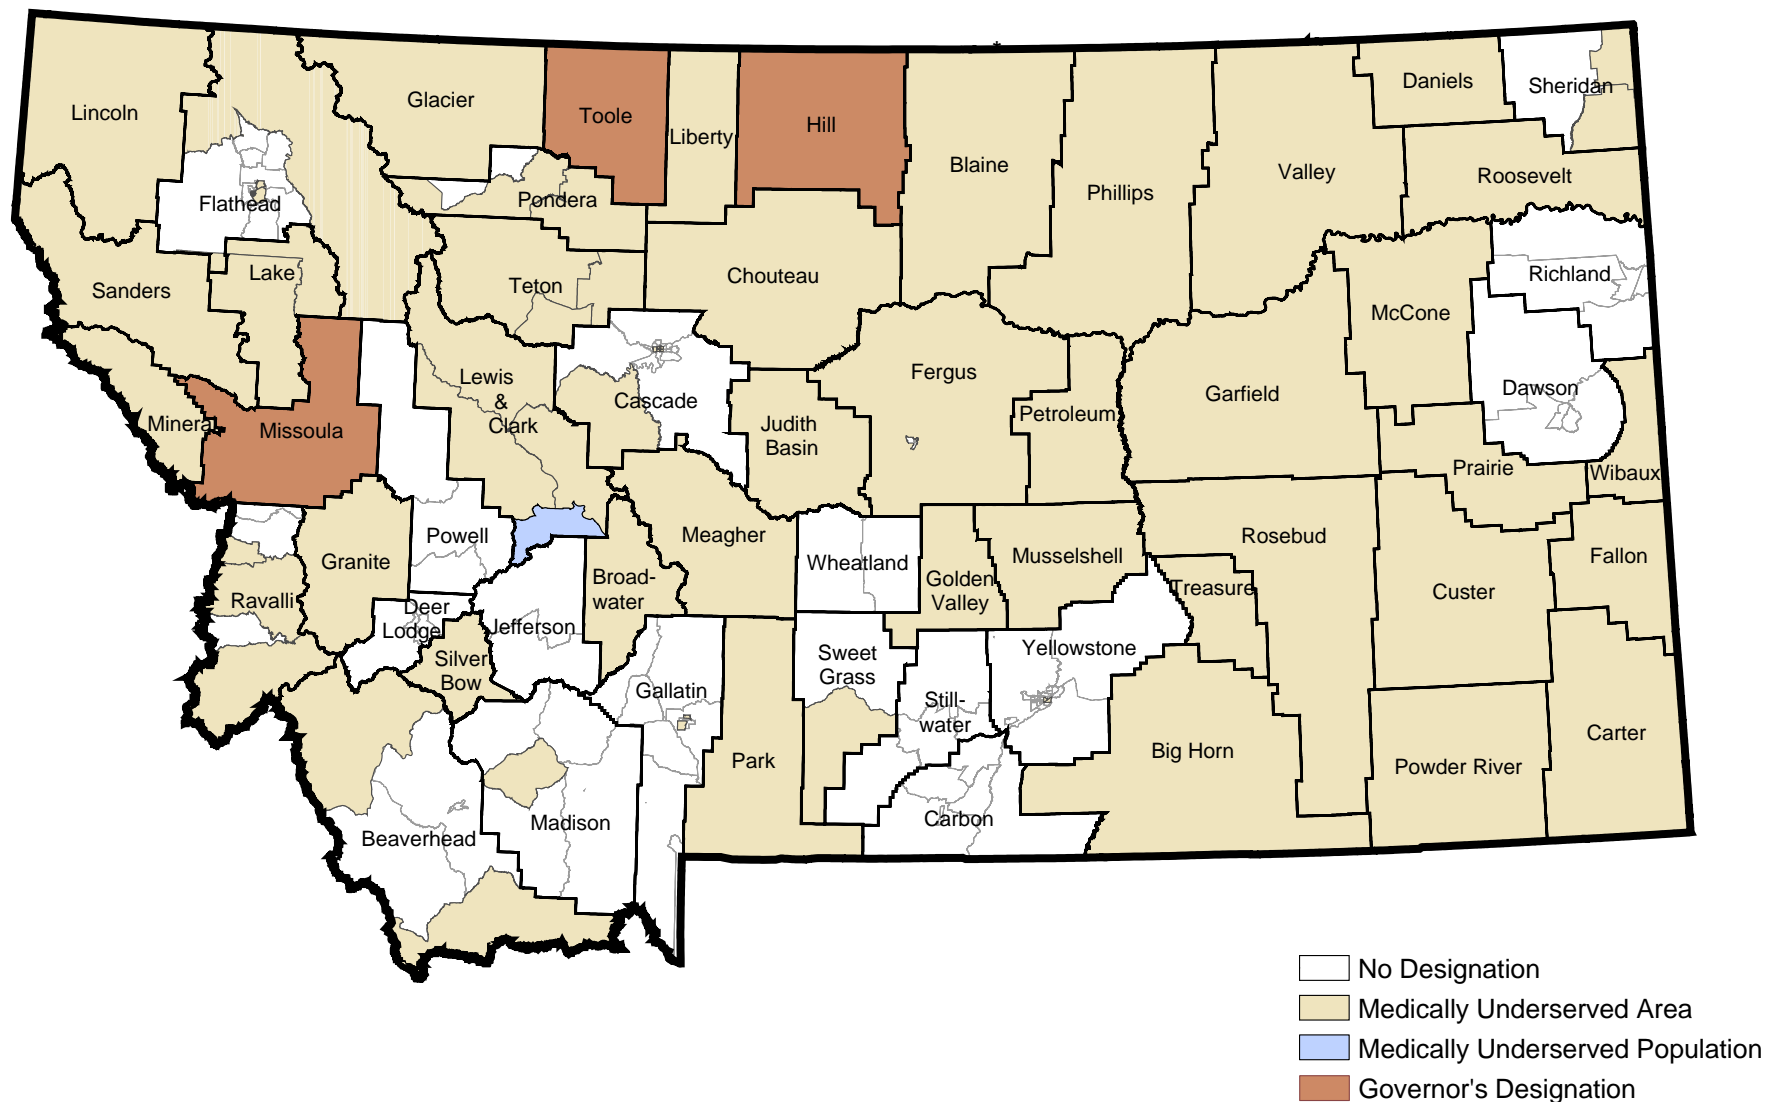 Lincoln
Glacier
Toole
Liberty
Hill
Blaine
Phillips
Valley
Daniels
Sheridan
Roosevelt
Flathead
Pondera
Sanders
Lake
Teton
Chouteau
Richland
McCone
Mineral
Missoula
Lewis
&
Clark
Cascade
Judith
Basin
Fergus
Petroleum
Garfield
Dawson
Prairie
Wibaux
Powell
Granite
Meagher
Wheatland
Golden
Valley
Musselshell
Rosebud
Treasure
Custer
Fallon
Ravalli
Deer
Lodge
Silver
Bow
Jefferson
Broad-
water
Gallatin
Sweet
Grass
Still-
water
Yellowstone
Park
Big Horn
Powder River
Carter
Beaverhead
Madison
Carbon
No Designation
Medically Underserved Area
Medically Underserved Population
Governor's Designation